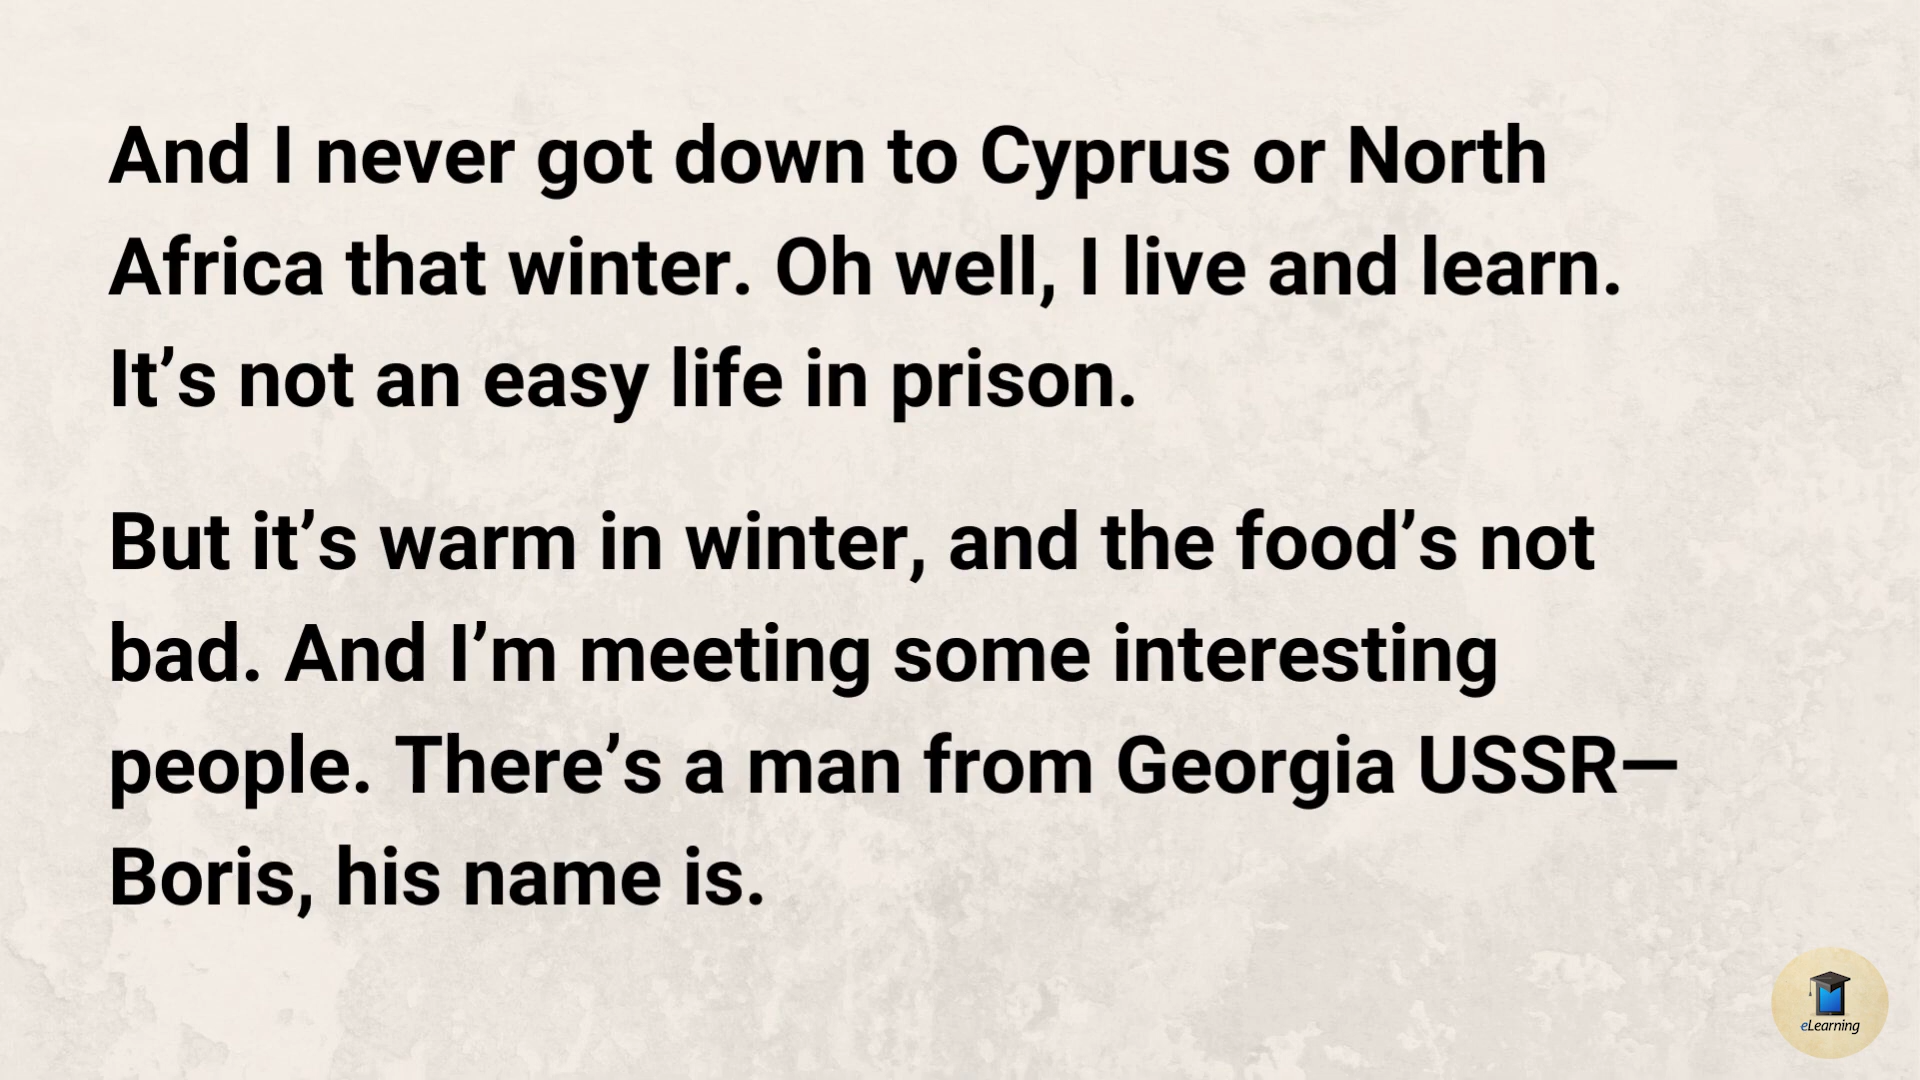 And I never got down to Cyprus or North
Africa that winter. Oh well, I live and learn.
It’s not an easy life in prison.
But it’s warm in winter, and the food’s not
bad. And I’m meeting some interesting
people. There’s a man from Georgia USSR—
Boris, his name is.
eLearning